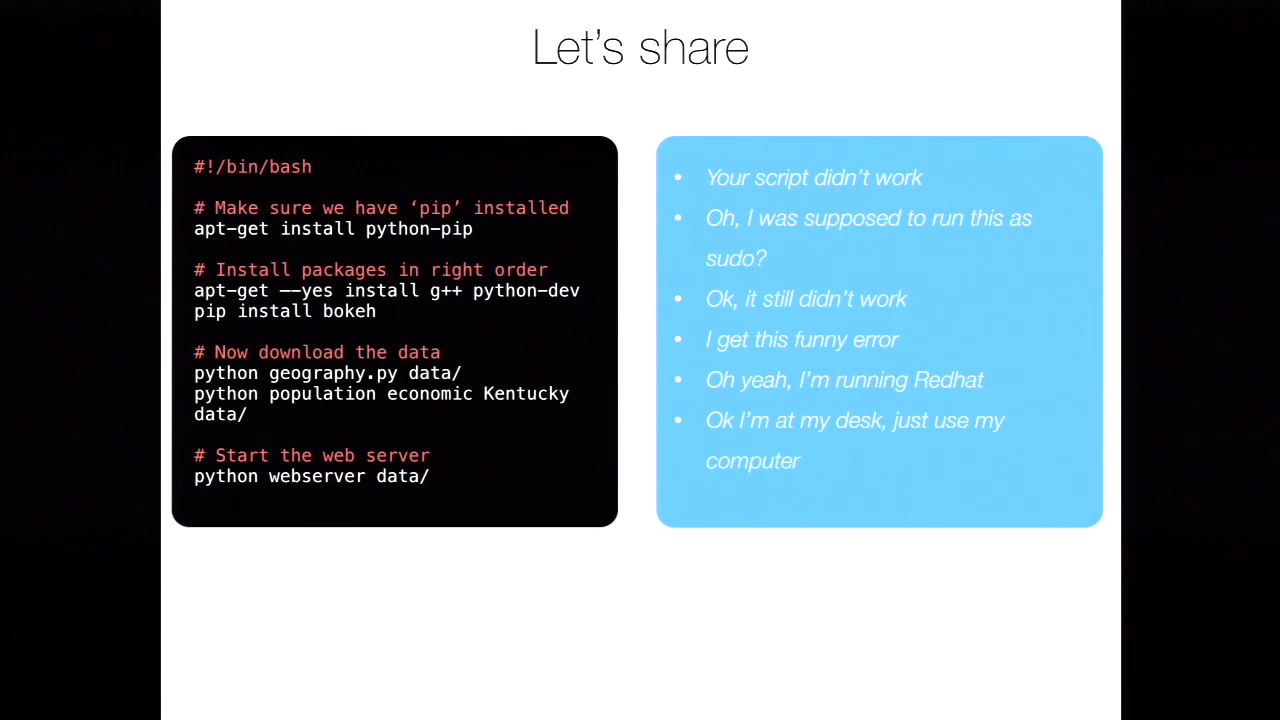 Let’s share
#!/bin/bash
# Make sure we have ‘pip’ installed
apt-get install python-pip
# Install packages in right order
apt-get --yes install g++ python-dev
pip install bokeh
# Now download the data
python geography.py data/
python population economic Kentucky
data/
# Start the web server
python webserver data/
• Your script didn’t work
• Oh, I was supposed to run this as
sudo?
• Ok, it still didn’t work
• I get this funny error
• Oh yeah, I’m running Redhat
• Ok I’m at my desk, just use my
computer